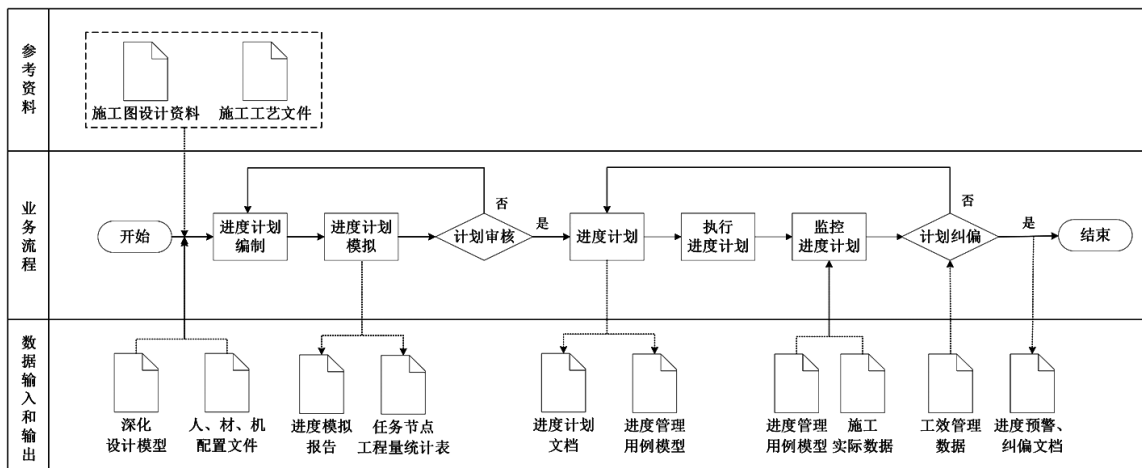 参考资料
施工图设计资料
施工工艺文件
业务流程
开始
进度计划
编制
进度计划
模拟
计划审核
否
是
进度计划
执行
进度计划
监控
进度计划
计划纠偏
否
是
结束
数据输入和输出
深化
设计模型
人、材、机
配置文件
进度模拟
报告
任务节点
工程量统计表
进度计划
文档
进度管理
用例模型
进度管理
用例模型
施工
实际数据
工效管理
数据
进度预警、
纠偏文档